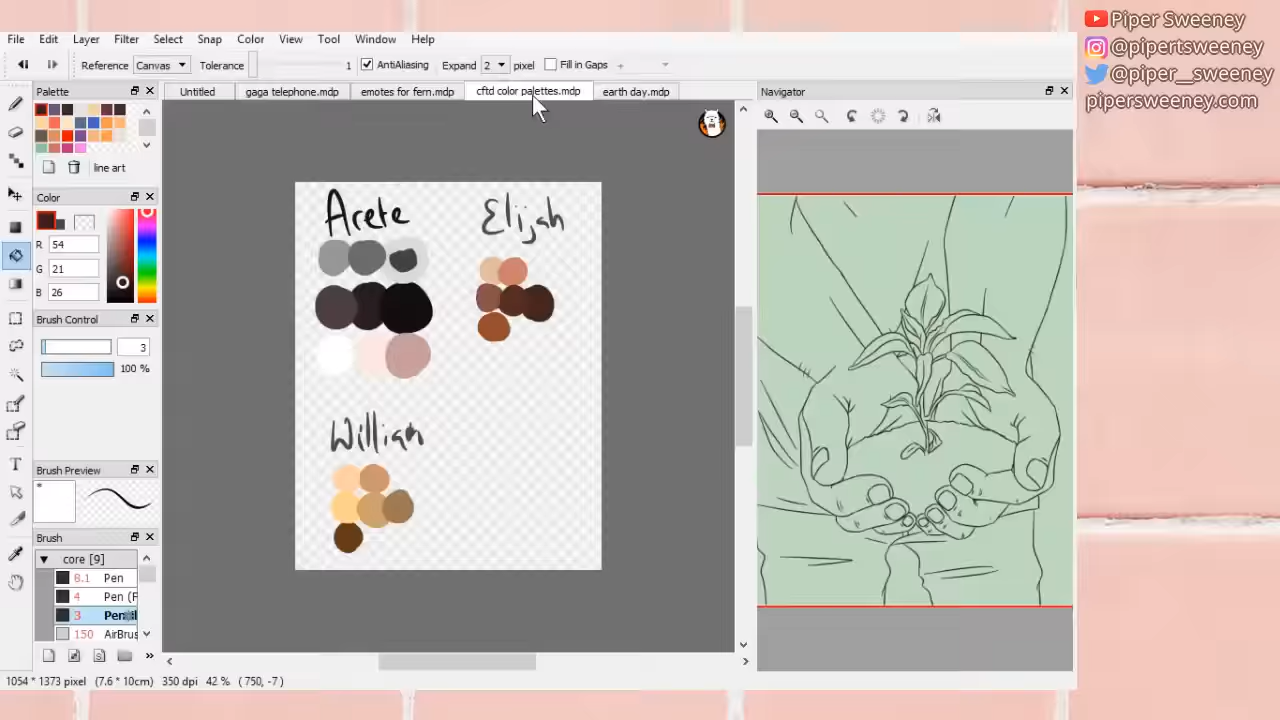 Piper Sweeney
@pipertsweeney
@piper__sweeney
pipersweeney.com
File Edit Layer Filter Select Snap Color View Tool Window Help
Reference Canvas Tolerance 1 AntiAliasing Expand 2 pixel Fill in Gaps
Palette
Untitled gaga telephone.mdp emotes for fern.mdp cftd color palettes.mdp earth day.mdp
Navigator
line art
Color
R 54
G 21
B 26
Brush Control
3
100 %
Brush Preview
*
Brush
core [9]
8.1 Pen
4 Pen (F
3 Pencil
150 AirBrus
T
Arete
Elijah
William
1054 * 1373 pixel (7.6 * 10cm) 350 dpi 42 % ( 750, -7 )